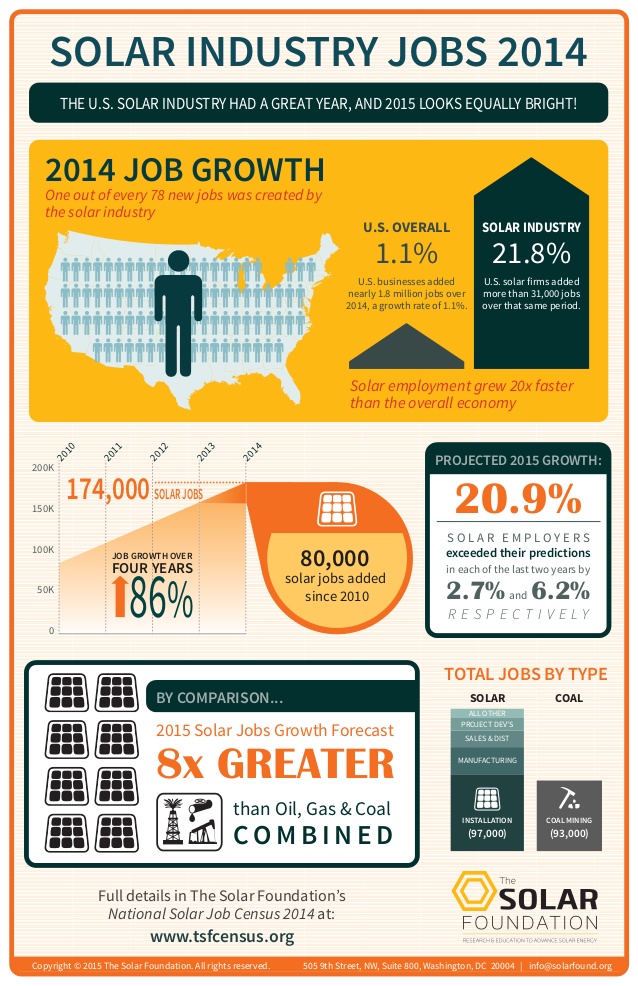 SOLAR INDUSTRY JOBS 2014
THE U.S. SOLAR INDUSTRY HAD A GREAT YEAR, AND 2015 LOOKS EQUALLY BRIGHT!
2014 JOB GROWTH
One out of every 78 new jobs was created by
the solar industry
U.S. OVERALL
1.1%
U.S. businesses added
nearly 1.8 million jobs over
2014, a growth rate of 1.1%.
SOLAR INDUSTRY
21.8%
U.S. solar firms added
more than 31,000 jobs
over that same period.
Solar employment grew 20x faster
than the overall economy
2010 2011 2012 2013 2014
200K
150K
100K
50K
0
174,000 SOLAR JOBS
JOB GROWTH OVER
FOUR YEARS
86%
80,000
solar jobs added
since 2010
PROJECTED 2015 GROWTH:
20.9%
SOLAR EMPLOYERS
exceeded their predictions
in each of the last two years by
2.7% and 6.2%
RESPECTIVELY
BY COMPARISON...
2015 Solar Jobs Growth Forecast
8x GREATER
than Oil, Gas & Coal
COMBINED
TOTAL JOBS BY TYPE
SOLAR
ALL OTHER
PROJECT DEV'S
SALES & DIST
MANUFACTURING
INSTALLATION
(97,000)
COAL
COAL MINING
(93,000)
Full details in The Solar Foundation's
National Solar Job Census 2014 at:
www.tsfcensus.org
The
SOLAR
FOUNDATION
RESEARCH & EDUCATION TO ADVANCE SOLAR ENERGY
Copyright © 2015 The Solar Foundation. All rights reserved.
505 9th Street, NW, Suite 800, Washington, DC 20004 | info@solarfound.org